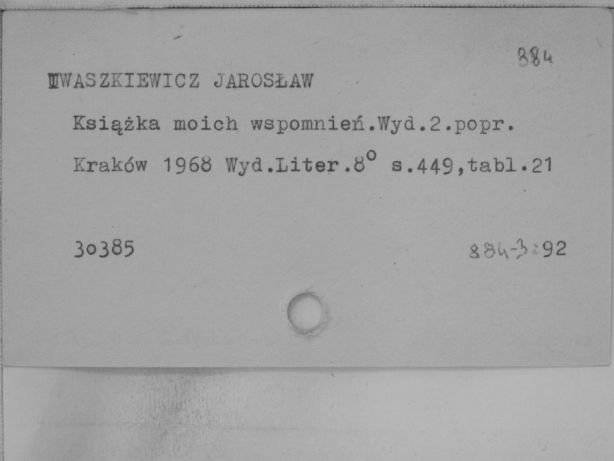 884
IWASZKIEWICZ JAROSŁAW
Książka moich wspomnień.Wyd.2.popr.
Kraków 1968 Wyd.Liter.8° s.449,tabl.21
30385 884-3:92